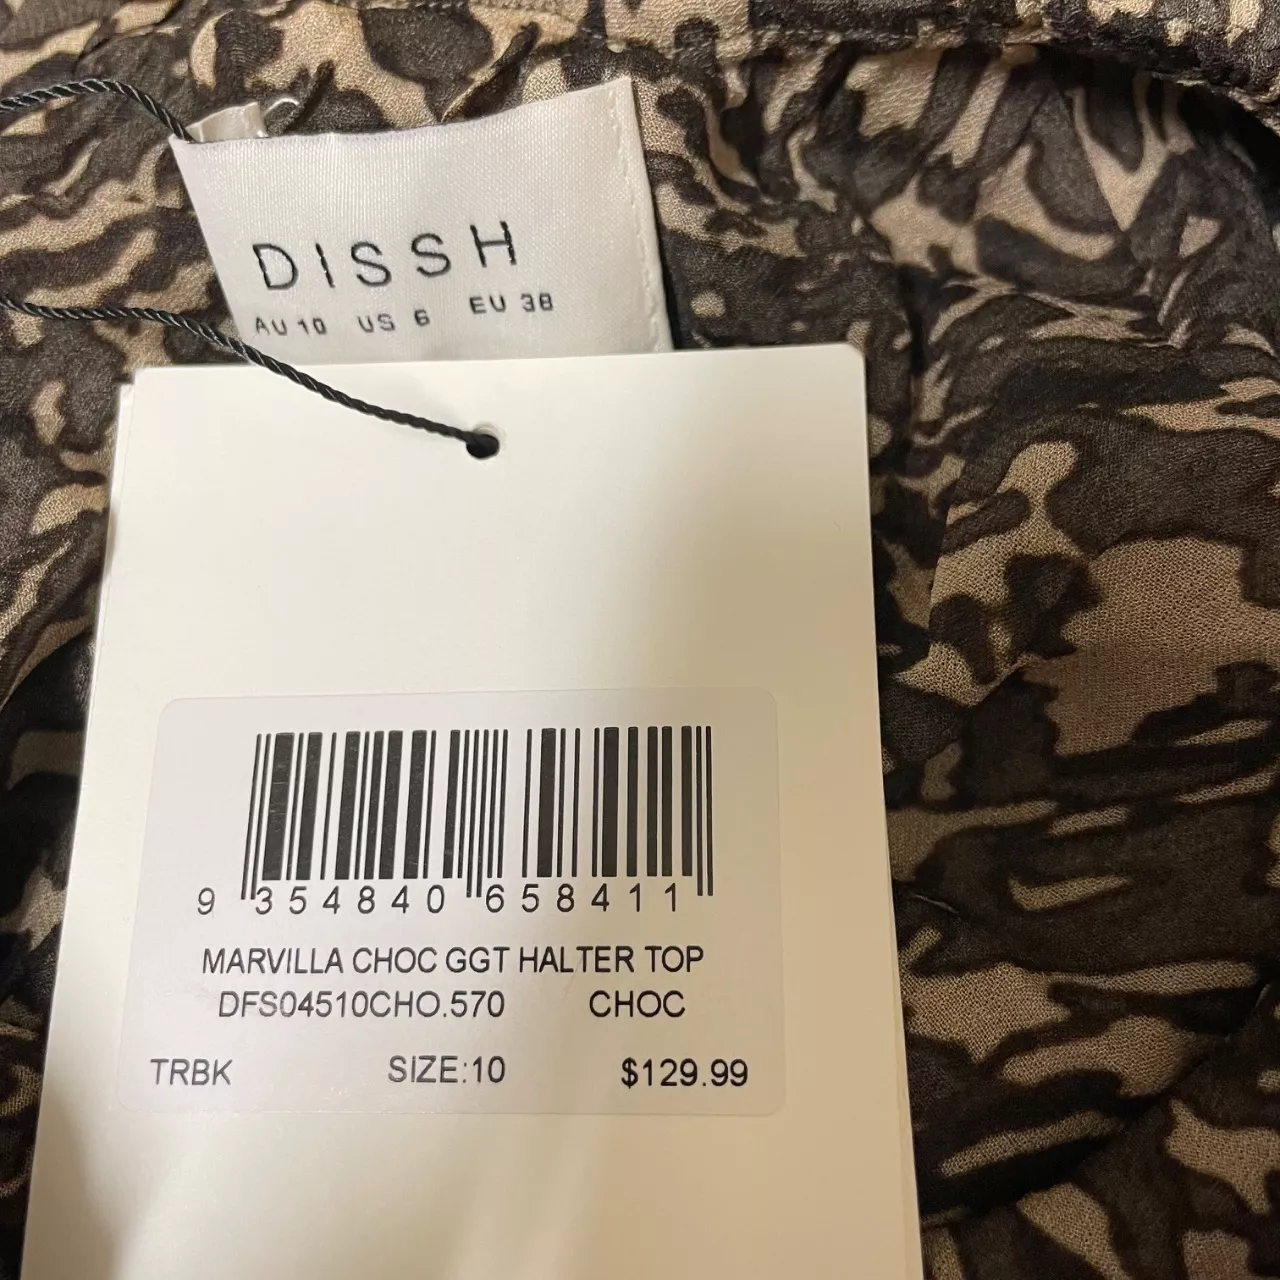 DISSH
AU 10 US 6 EU 38
9 354840 658411
MARVILLA CHOC GGT HALTER TOP
DFS04510CHO.570 CHOC
TRBK SIZE:10 $129.99